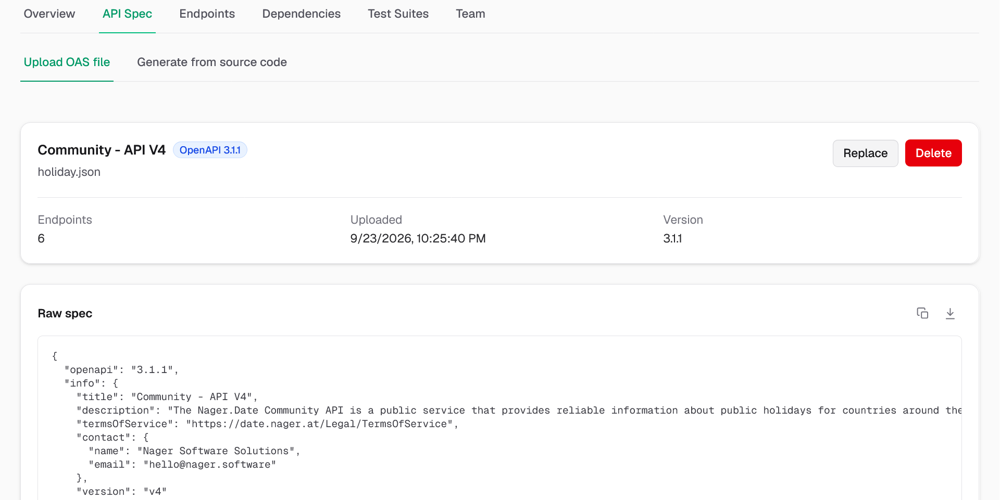 Overview API Spec Endpoints Dependencies Test Suites Team
Upload OAS file Generate from source code
Community - API V4 OpenAPI 3.1.1 Replace Delete
holiday.json
Endpoints Uploaded Version
6 9/23/2026, 10:25:40 PM 3.1.1
Raw spec
{
  "openapi": "3.1.1",
  "info": {
    "title": "Community - API V4",
    "description": "The Nager.Date Community API is a public service that provides reliable information about public holidays for countries around the
    "termsOfService": "https://date.nager.at/Legal/TermsOfService",
    "contact": {
      "name": "Nager Software Solutions",
      "email": "hello@nager.software"
    },
    "version": "v4"